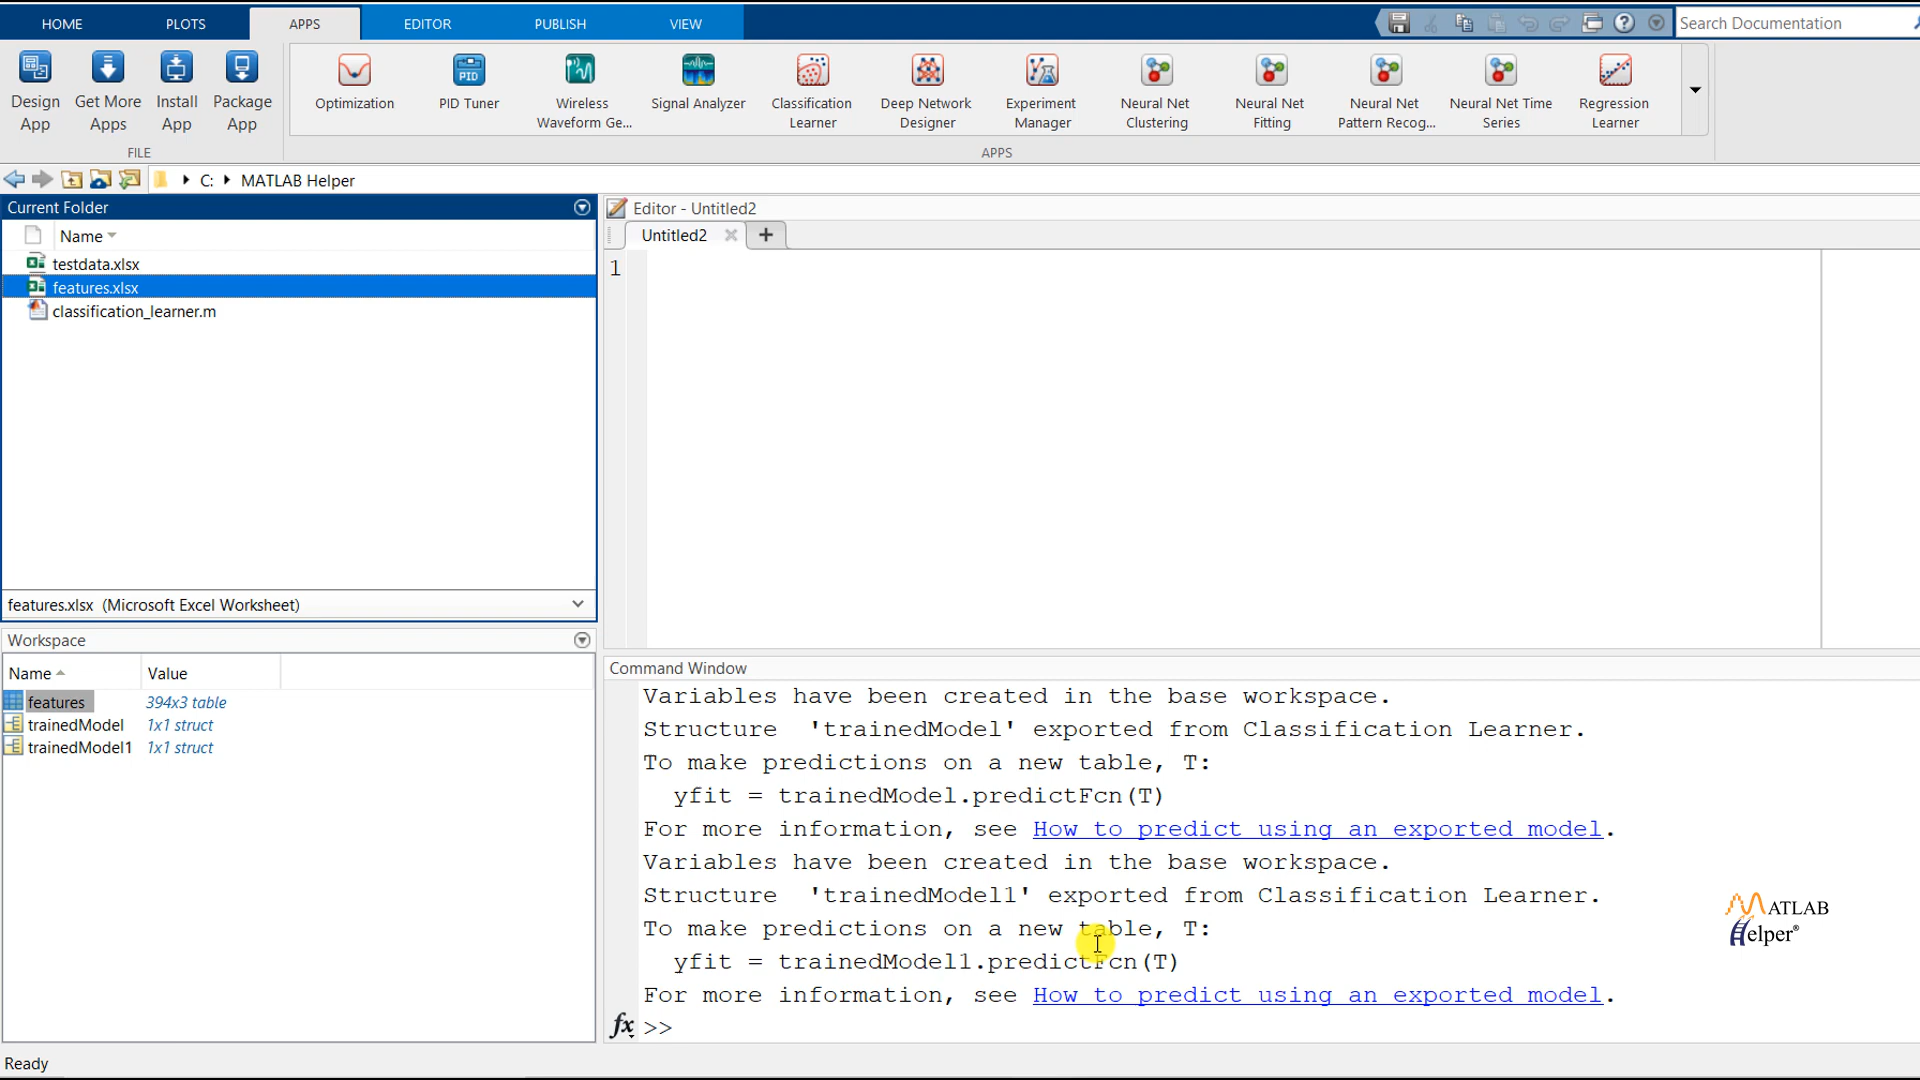 HOME PLOTS APPS EDITOR PUBLISH VIEW Search Documentation
Design App
Get More Apps
Install App
Package App
FILE
Optimization
PID
PID Tuner
Wireless Waveform Ge...
Signal Analyzer
Classification Learner
Deep Network Designer
Experiment Manager
Neural Net Clustering
Neural Net Fitting
Neural Net Pattern Recog...
Neural Net Time Series
Regression Learner
APPS
C: MATLAB Helper
Current Folder
Name
testdata.xlsx
features.xlsx
classification_learner.m
features.xlsx (Microsoft Excel Worksheet)
Workspace
Name Value
features 394x3 table
trainedModel 1x1 struct
trainedModel1 1x1 struct
Editor - Untitled2
Untitled2
1
Command Window
Variables have been created in the base workspace.
Structure 'trainedModel' exported from Classification Learner.
To make predictions on a new table, T:
yfit = trainedModel.predictFcn(T)
For more information, see How to predict using an exported model.
Variables have been created in the base workspace.
Structure 'trainedModel1' exported from Classification Learner.
To make predictions on a new table, T:
yfit = trainedModel1.predictFcn(T)
For more information, see How to predict using an exported model.
fx >>
MATLAB
Helper®
Ready